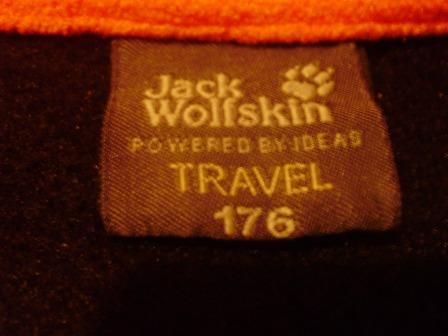 Jack
Wolfskin
POWERED BY IDEAS
TRAVEL
176